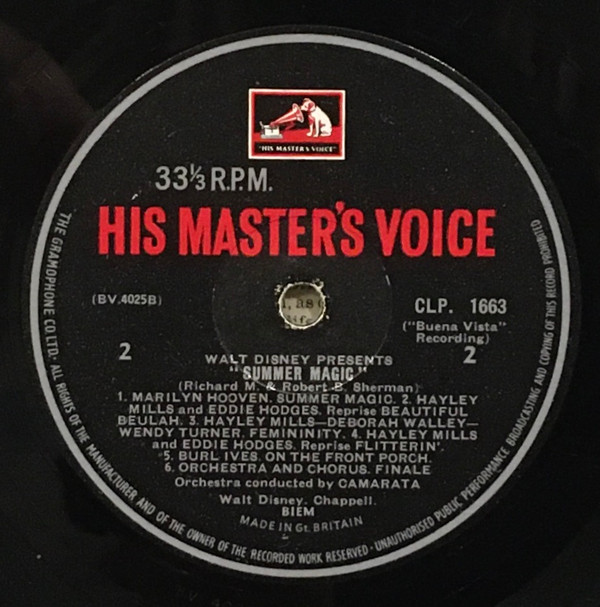 "HIS MASTER'S VOICE"
33⅓ R.P.M.
HIS MASTER'S VOICE
(BV.4025B)
CLP. 1663
("Buena Vista"
Recording)
2
2
WALT DISNEY PRESENTS
"SUMMER MAGIC"
(Richard M. & Robert B. Sherman)
1. MARILYN HOOVEN. SUMMER MAGIC. 2. HAYLEY
MILLS and EDDIE HODGES. Reprise BEAUTIFUL
BEULAH. 3. HAYLEY MILLS—DEBORAH WALLEY—
WENDY TURNER. FEMININITY. 4. HAYLEY MILLS
and EDDIE HODGES. Reprise FLITTERIN'.
5. BURL IVES. ON THE FRONT PORCH.
6. ORCHESTRA AND CHORUS. FINALE
Orchestra conducted by CAMARATA
Walt Disney. Chappell.
BIEM
MADE IN Gt. BRITAIN
THE GRAMOPHONE CO. LTD. ALL RIGHTS OF THE MANUFACTURER AND OF THE OWNER OF THE RECORDED WORK RESERVED · UNAUTHORISED PUBLIC PERFORMANCE BROADCASTING AND COPYING OF THIS RECORD PROHIBITED